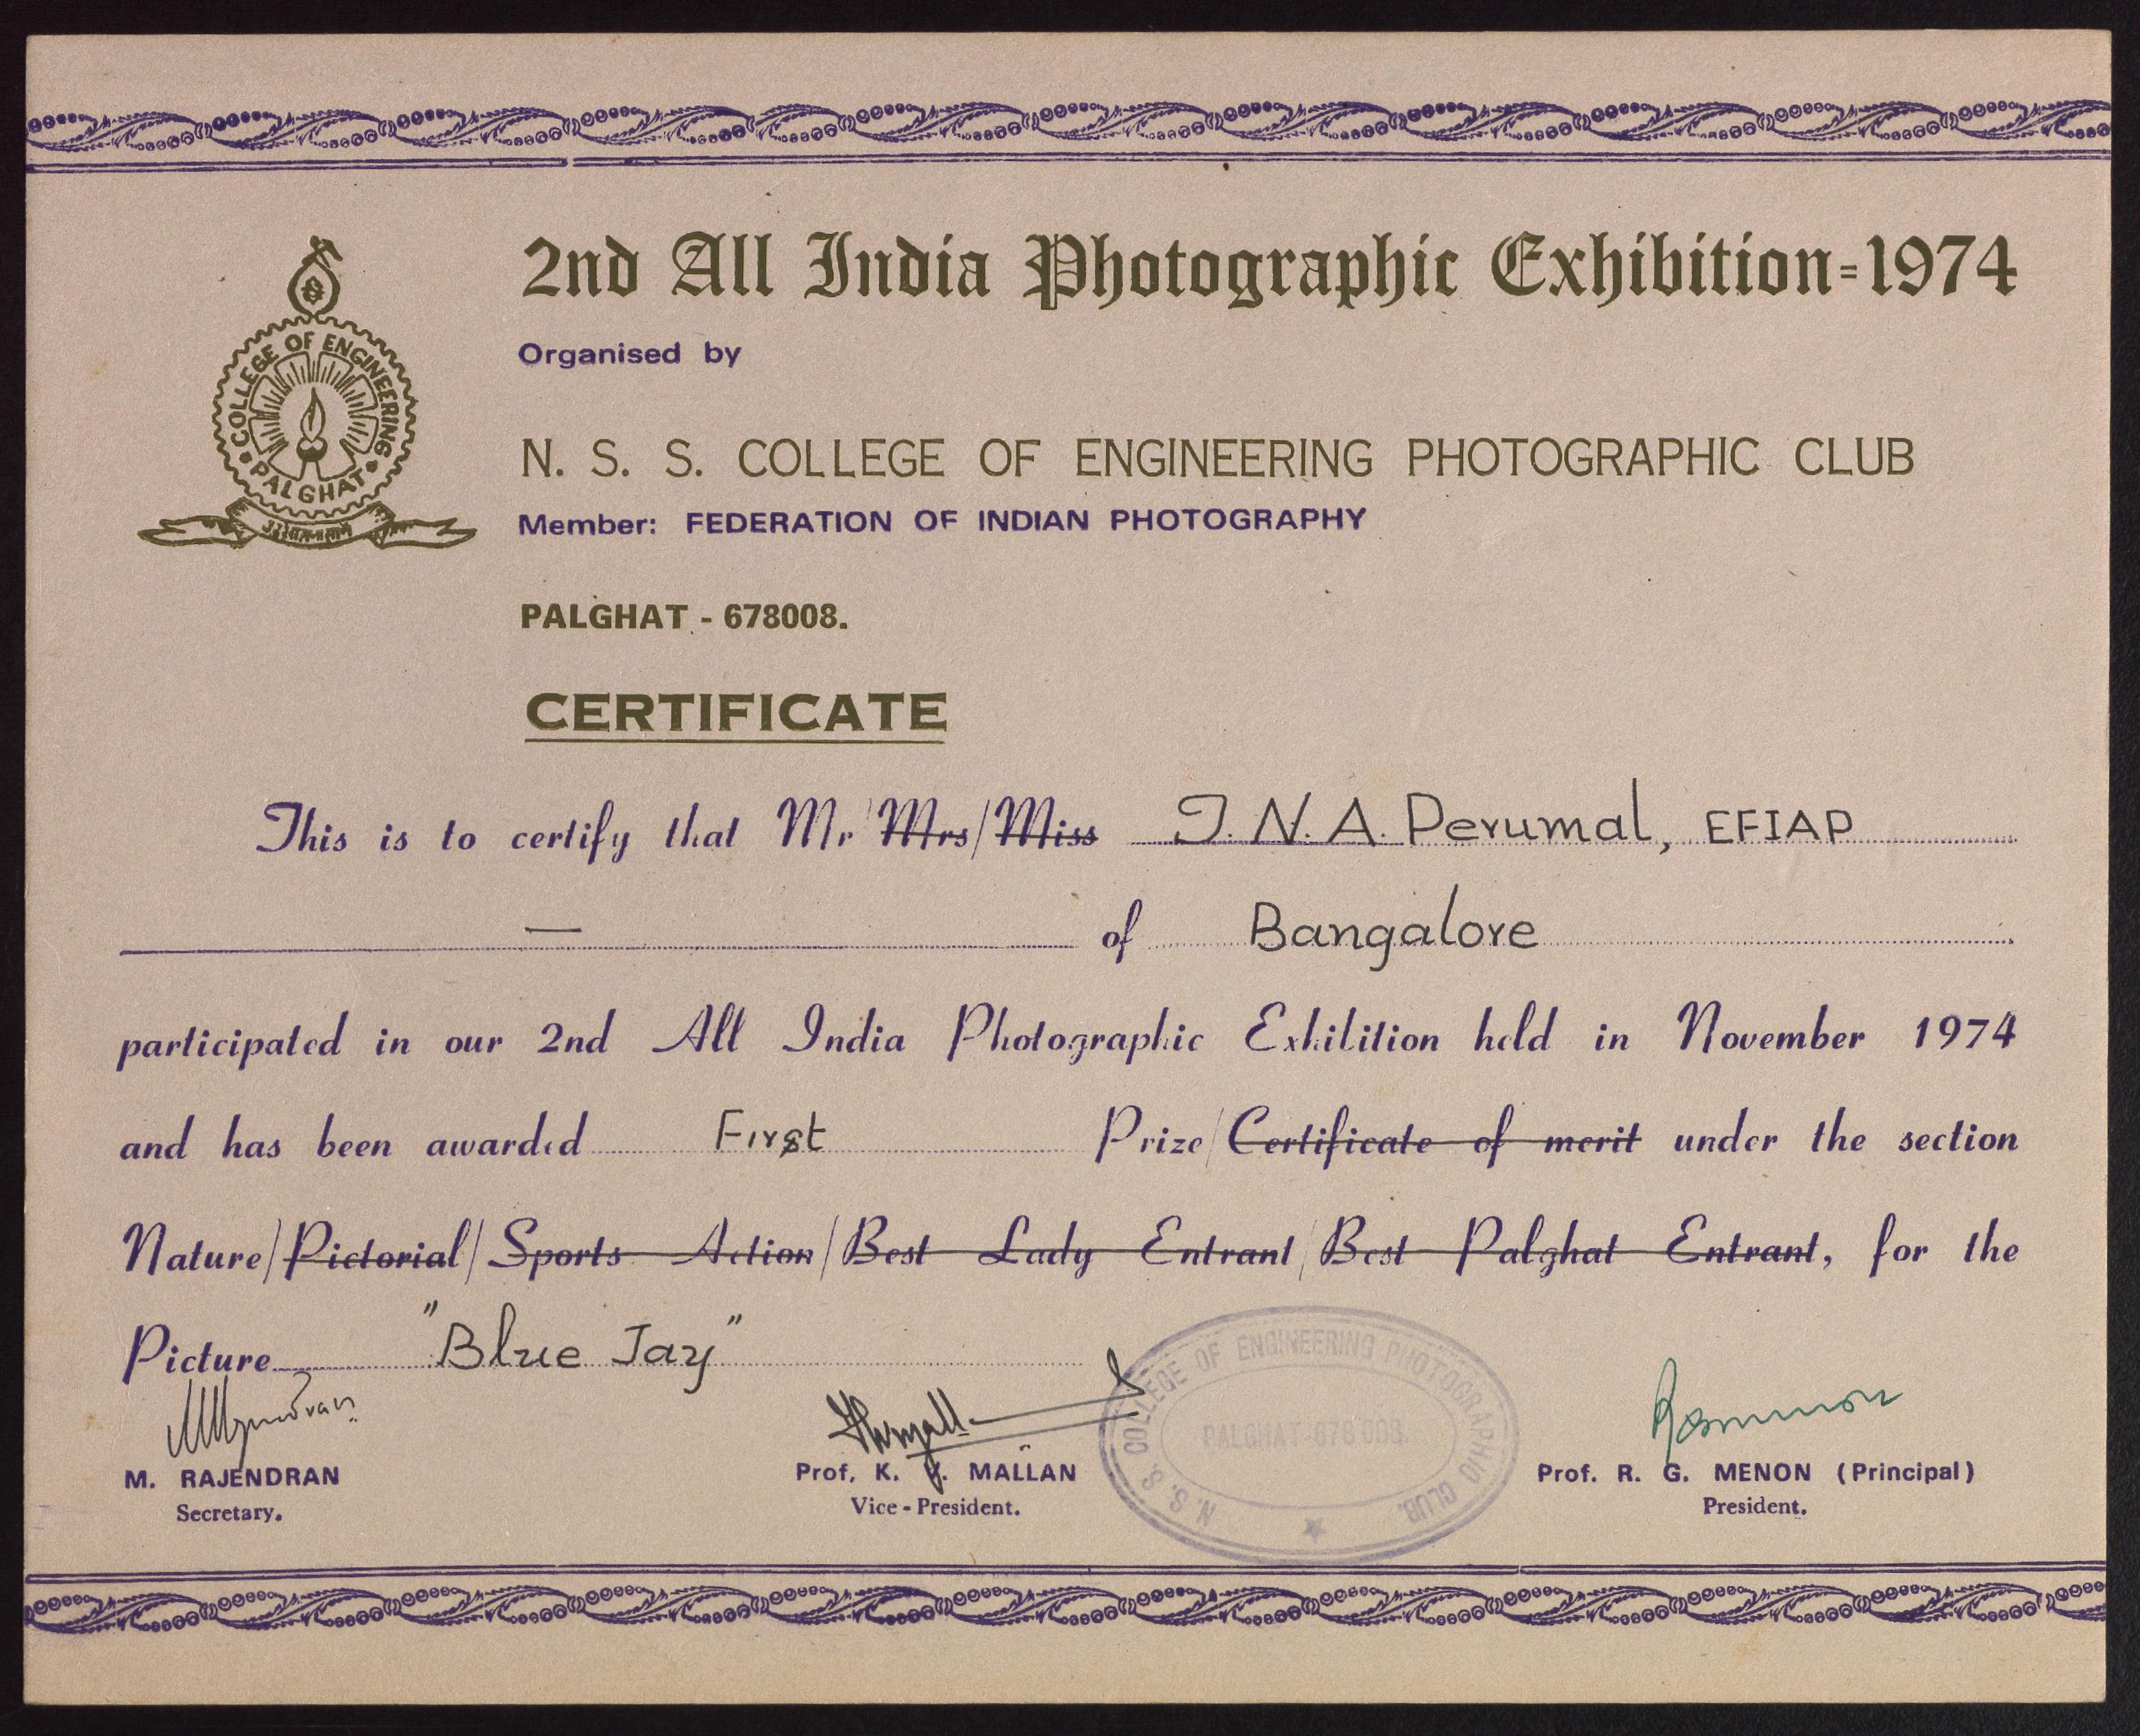 2nd All India Photographic Exhibition=1974
COLLEGE OF ENGINEERING
PALGHAT
Organised by
N. S. S. COLLEGE OF ENGINEERING PHOTOGRAPHIC CLUB
Member: FEDERATION OF INDIAN PHOTOGRAPHY
PALGHAT - 678008.
CERTIFICATE
This is to certify that Mr/Mrs/Miss T. N. A. Perumal, EFIAP
— of Bangalore
participated in our 2nd All India Photographic Exhilition held in November 1974
and has been awarded First Prize/Certificate of merit under the section
Nature/Pictorial/Sports Action/Best Lady Entrant/Best Palghat Entrant, for the
Picture "Blue Jay"
N. S. S. COLLEGE OF ENGINEERING PHOTOGRAPHIC CLUB.
PALGHAT-678 008.
M. RAJENDRAN
Secretary.
Prof. K. MALLAN
Vice - President.
Prof. R. G. MENON (Principal)
President.